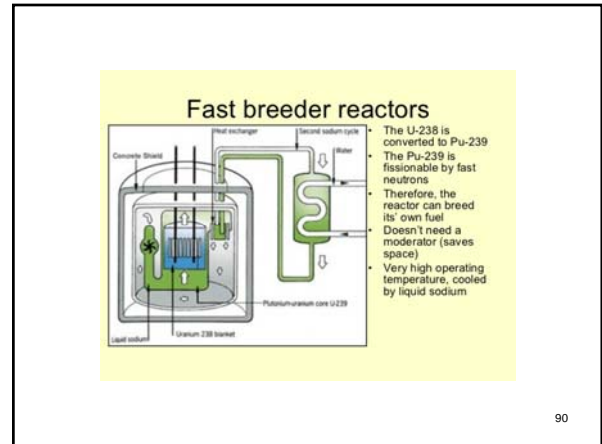 Fast breeder reactors
Heat exchanger
Second sodium cycle
Water
Concrete Shield
Plutonium-uranium core U-239
Uranium 238 blanket
Liquid sodium
• The U-238 is
converted to Pu-239
• The Pu-239 is
fissionable by fast
neutrons
• Therefore, the
reactor can breed
its' own fuel
• Doesn't need a
moderator (saves
space)
• Very high operating
temperature, cooled
by liquid sodium
90